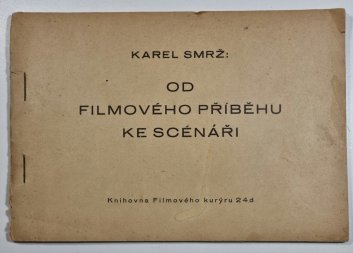 KAREL SMRŽ:
OD
FILMOVÉHO PŘÍBĚHU
KE SCÉNÁŘI
Knihovna Filmového kurýru 24d